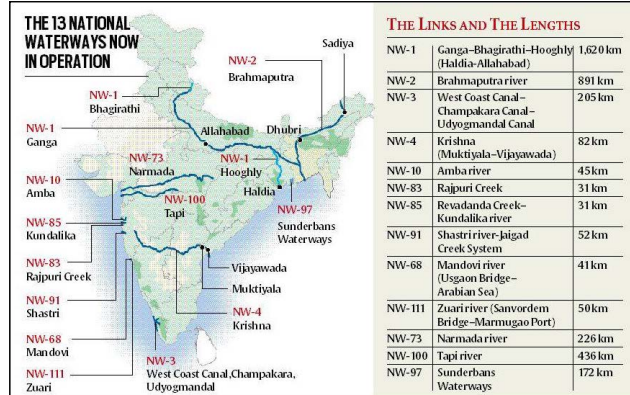 THE 13 NATIONAL
WATERWAYS NOW
IN OPERATION
Sadiya
NW-2
Brahmaputra
NW-1
Bhagirathi
NW-1
Ganga
Allahabad
Dhubri
NW-73
Narmada
NW-1
Hooghly
NW-10
Amba
Haldia
NW-100
Tapi
NW-97
Sunderbans
Waterways
NW-85
Kundalika
NW-83
Rajpuri Creek
Vijayawada
Muktiyala
NW-91
Shastri
NW-4
Krishna
NW-68
Mandovi
NW-3
West Coast Canal, Champakara,
Udyogmandal
NW-111
Zuari
THE LINKS AND THE LENGTHS
NW-1 Ganga–Bhagirathi–Hooghly 1,620 km
(Haldia-Allahabad)
NW-2 Brahmaputra river 891 km
NW-3 West Coast Canal– 205 km
Champakara Canal–
Udyogmandal Canal
NW-4 Krishna 82 km
(Muktiyala–Vijayawada)
NW-10 Amba river 45 km
NW-83 Rajpuri Creek 31 km
NW-85 Revadanda Creek– 31 km
Kundalika river
NW-91 Shastri river-Jaigad 52 km
Creek System
NW-68 Mandovi river 41 km
(Usgaon Bridge–
Arabian Sea)
NW-111 Zuari river (Sanvordem 50 km
Bridge–Marmugao Port)
NW-73 Narmada river 226 km
NW-100 Tapi river 436 km
NW-97 Sunderbans 172 km
Waterways